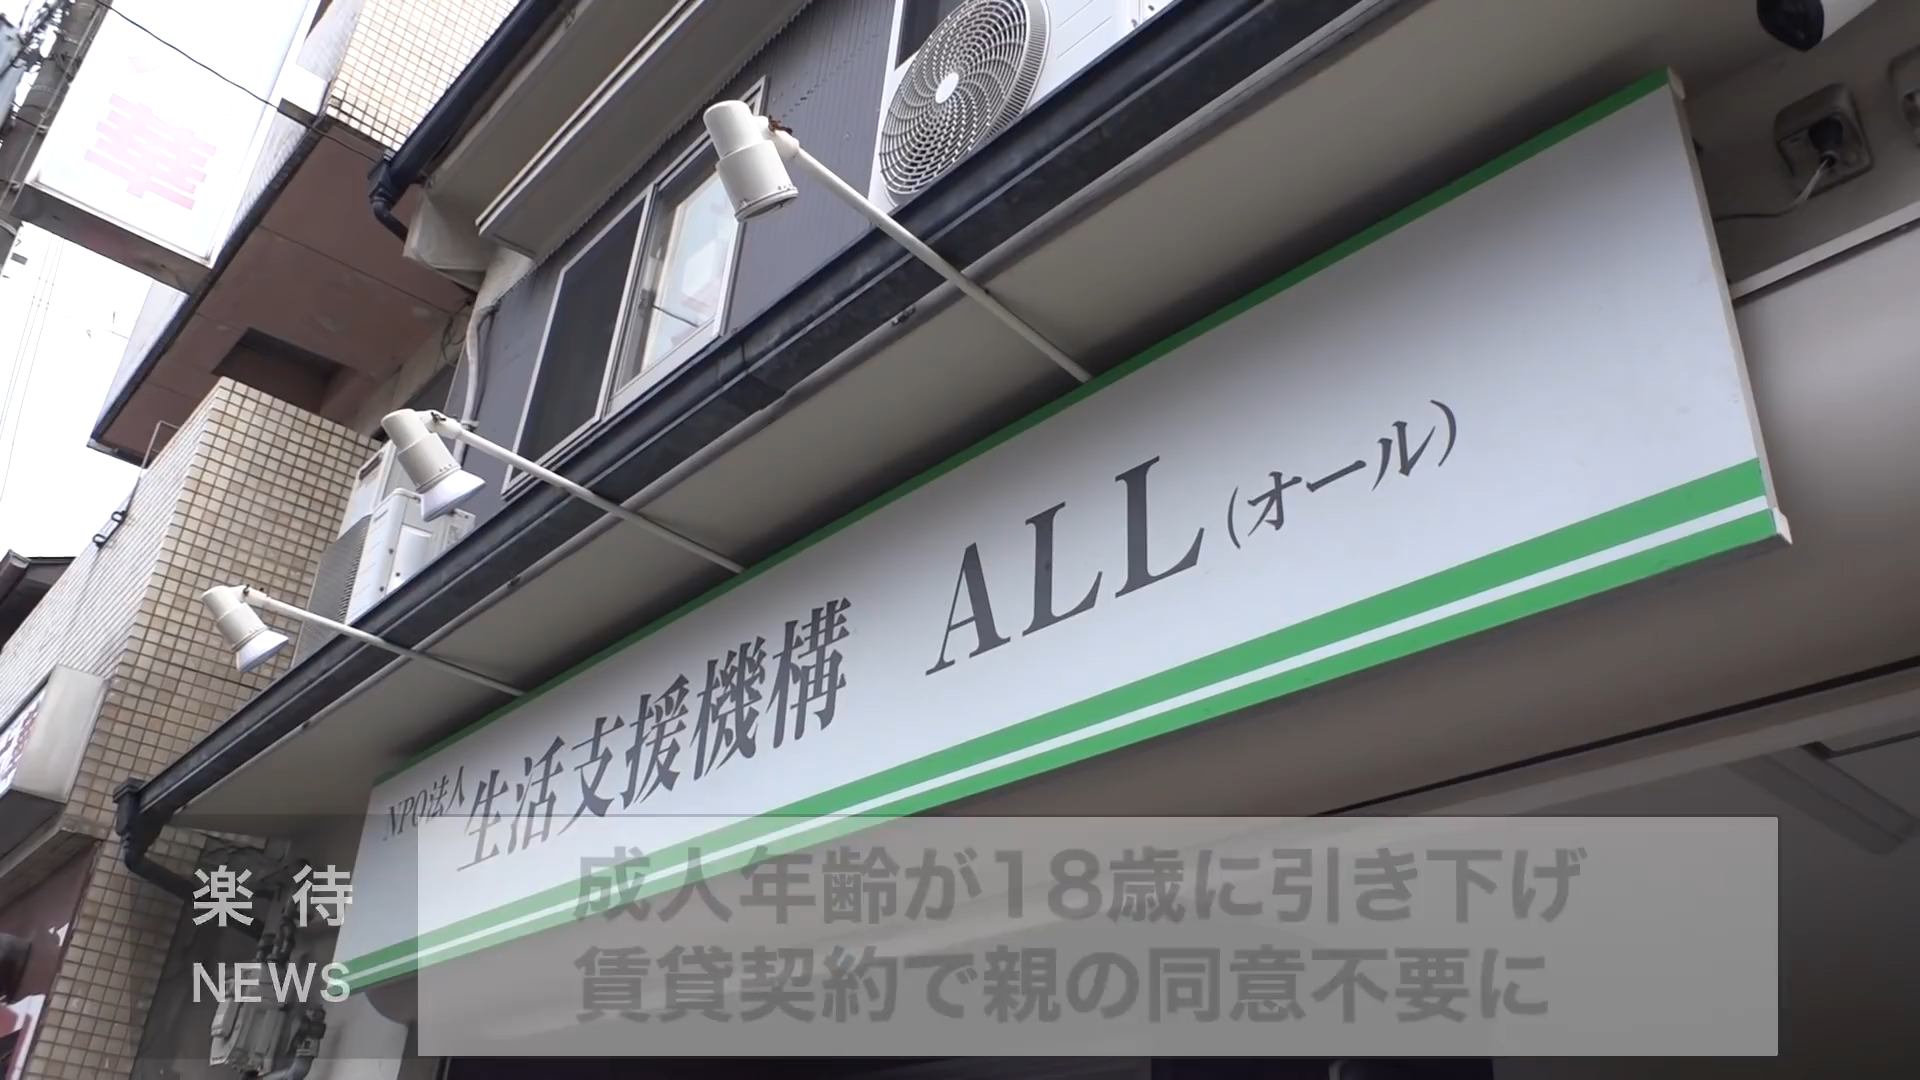 華
NPO法人 生活支援機構 ALL (オール)
楽待
NEWS
成人年齢が18歳に引き下げ
賃貸契約で親の同意不要に